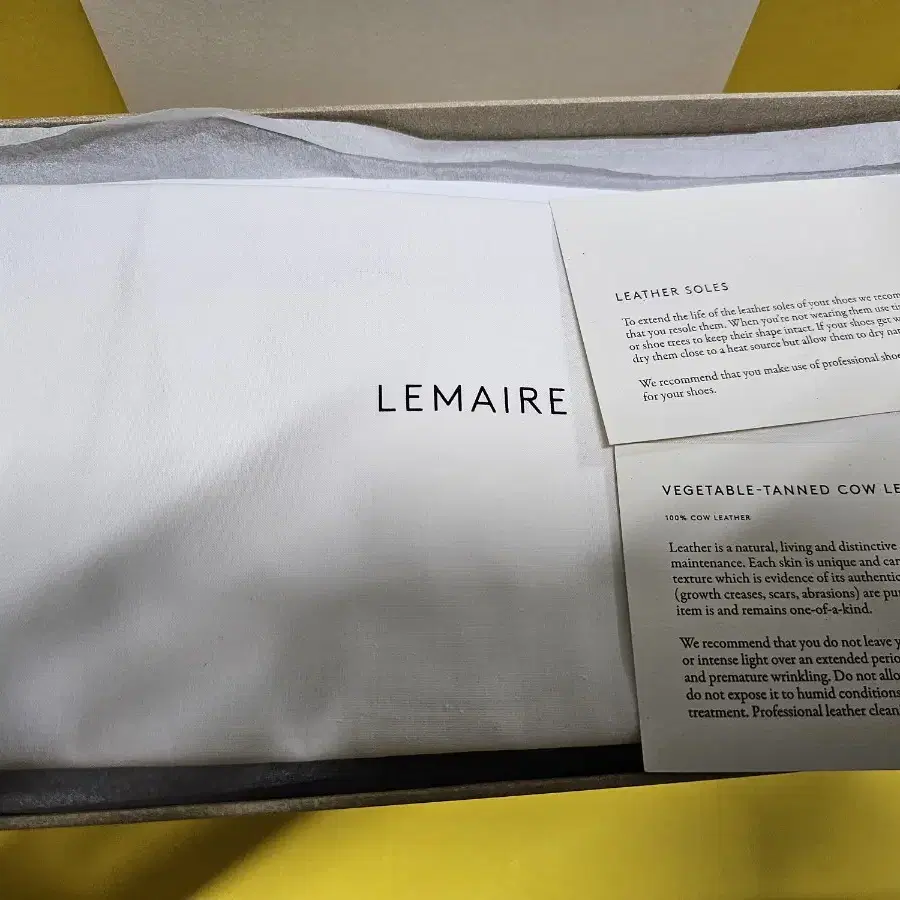 LEMAIRE
LEATHER SOLES
To extend the life of the leather soles of your shoes we recom
that you resole them. When you're not wearing them use ti
or shoe trees to keep their shape intact. If your shoes get w
dry them close to a heat source but allow them to dry nat
We recommend that you make use of professional shoe
for your shoes.
VEGETABLE-TANNED COW LE
100% COW LEATHER
Leather is a natural, living and distinctive
maintenance. Each skin is unique and car
texture which is evidence of its authentic
(growth creases, scars, abrasions) are pu
item is and remains one-of-a-kind.
We recommend that you do not leave y
or intense light over an extended perio
and premature wrinkling. Do not allo
do not expose it to humid conditions
treatment. Professional leather clean